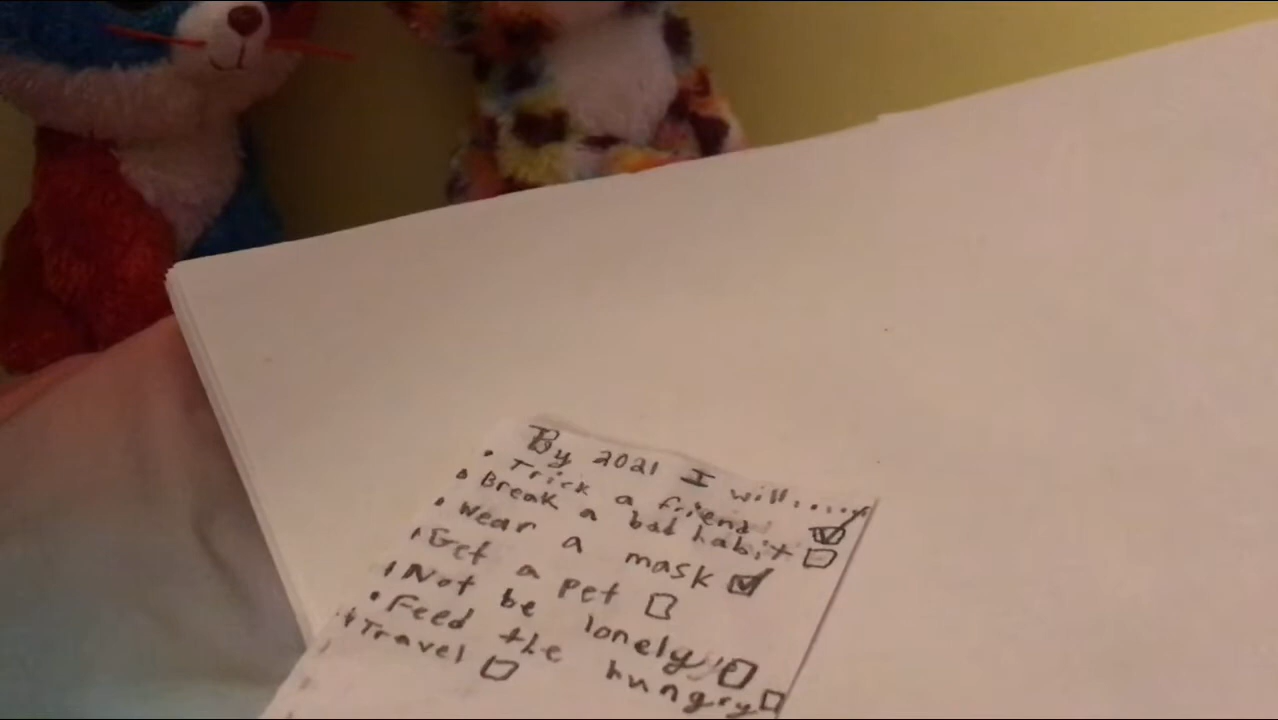 By 2021 I will......
• Trick a friend ☑
• Break a bad habit ☐
• Wear a mask ☑
• Get a pet ☐
• Not be lonely ☐
• Feed the hungry ☐
• Travel ☐